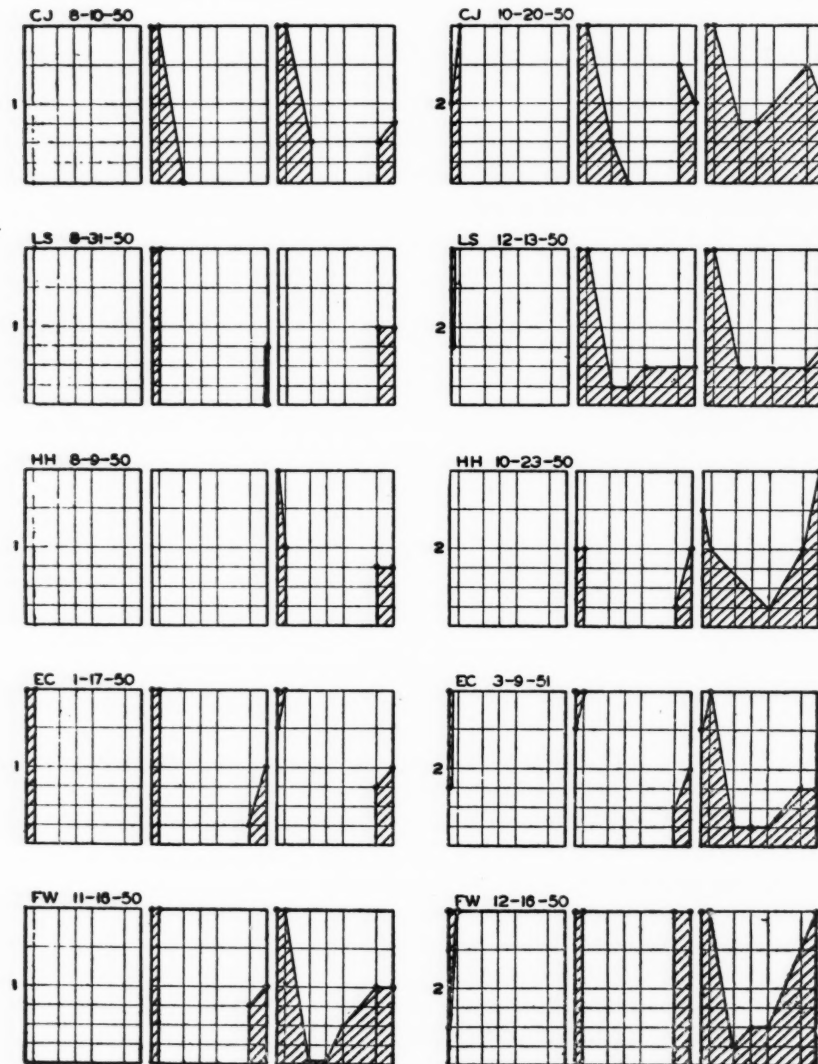 CJ 8-10-50
CJ 10-20-50
1
2
LS 8-31-50
LS 12-13-50
1
2
HH 8-9-50
HH 10-23-50
1
2
EC 1-17-50
EC 3-9-51
1
2
FW 11-16-50
FW 12-16-50
1
2